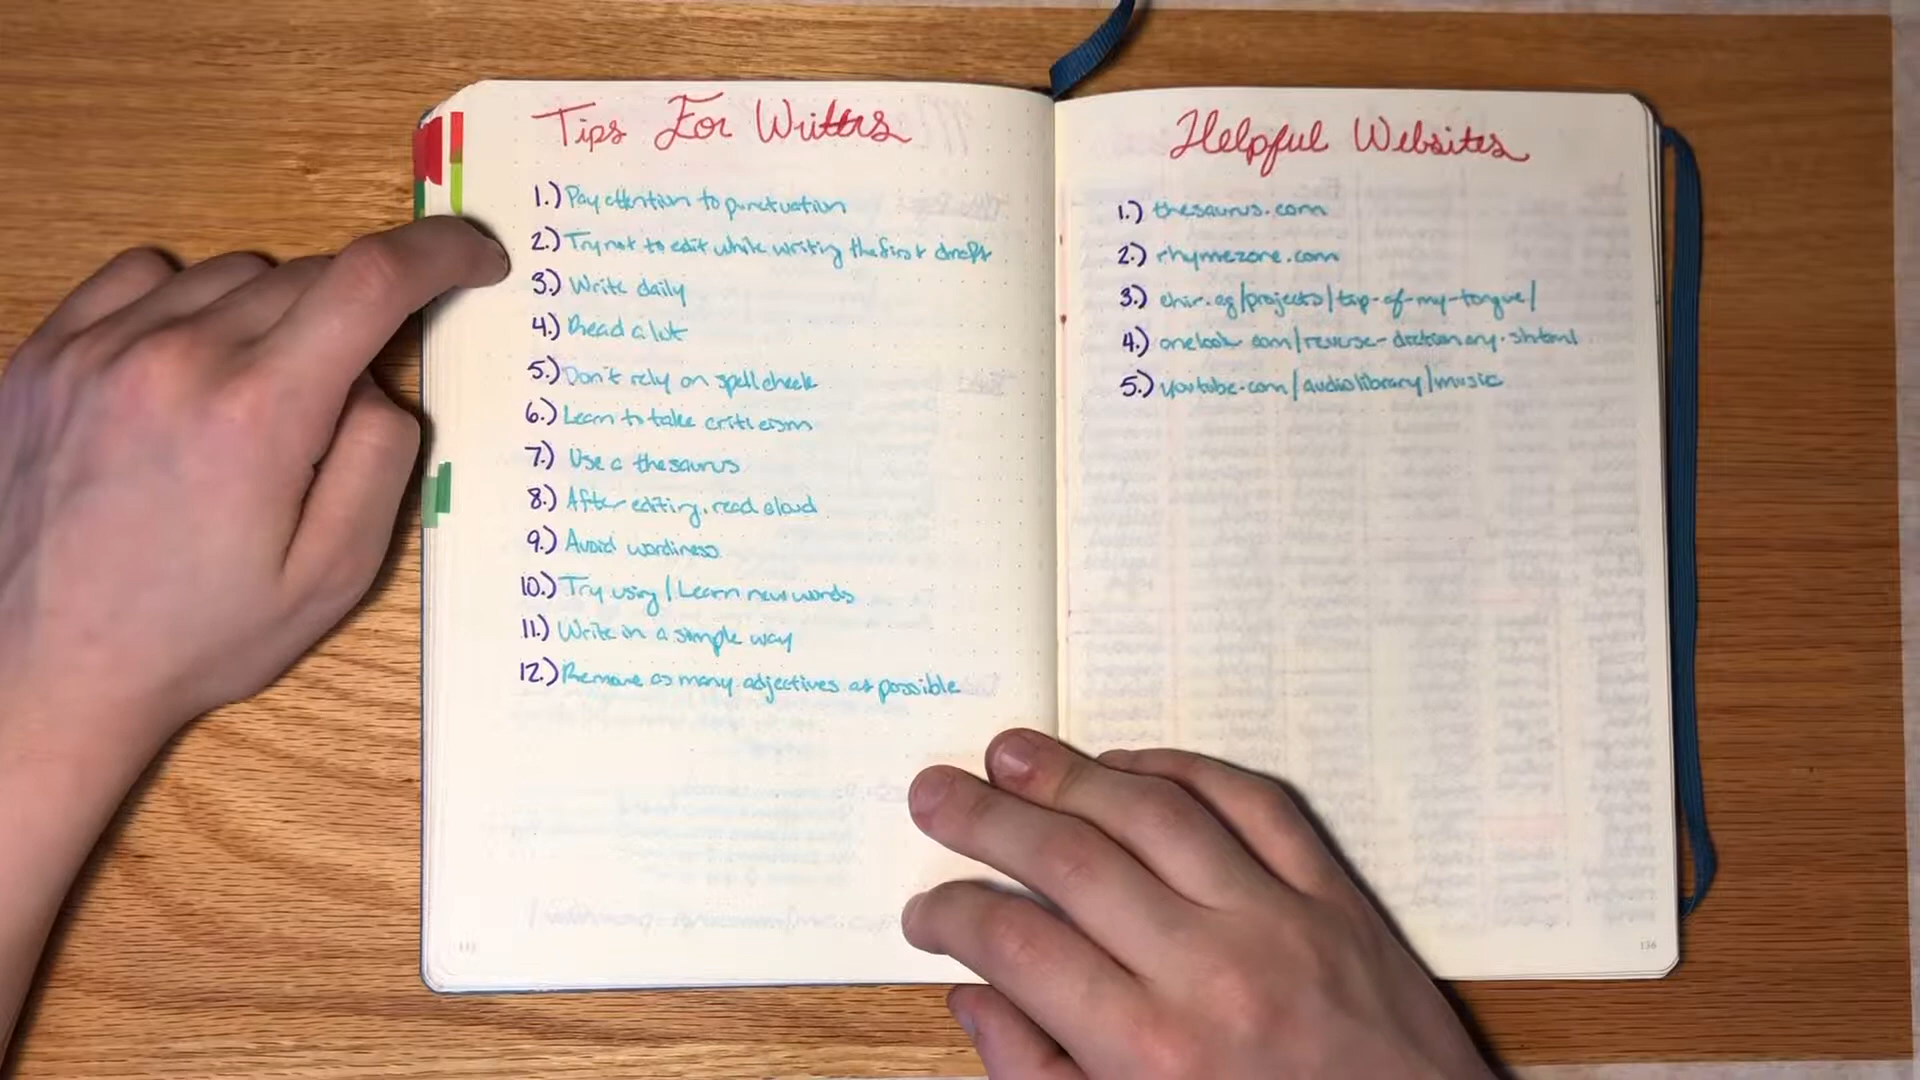 Tips For Writers
1.) Pay attention to punctuation
2.) Try not to edit while writing the first draft
3.) Write daily
4.) Read a lot
5.) Don't rely on spell check
6.) Learn to take criticism
7.) Use a thesaurus
8.) After editing, read aloud
9.) Avoid wordiness
10.) Try using/Learn new words
11.) Write in a simple way
12.) Remove as many adjectives as possible
Helpful Websites
1.) thesaurus.com
2.) rhymezone.com
3.) chir.ag/projects/tip-of-my-tongue/
4.) onelook.com/reverse-dictionary.shtml
5.) youtube.com/audiolibrary/music
136